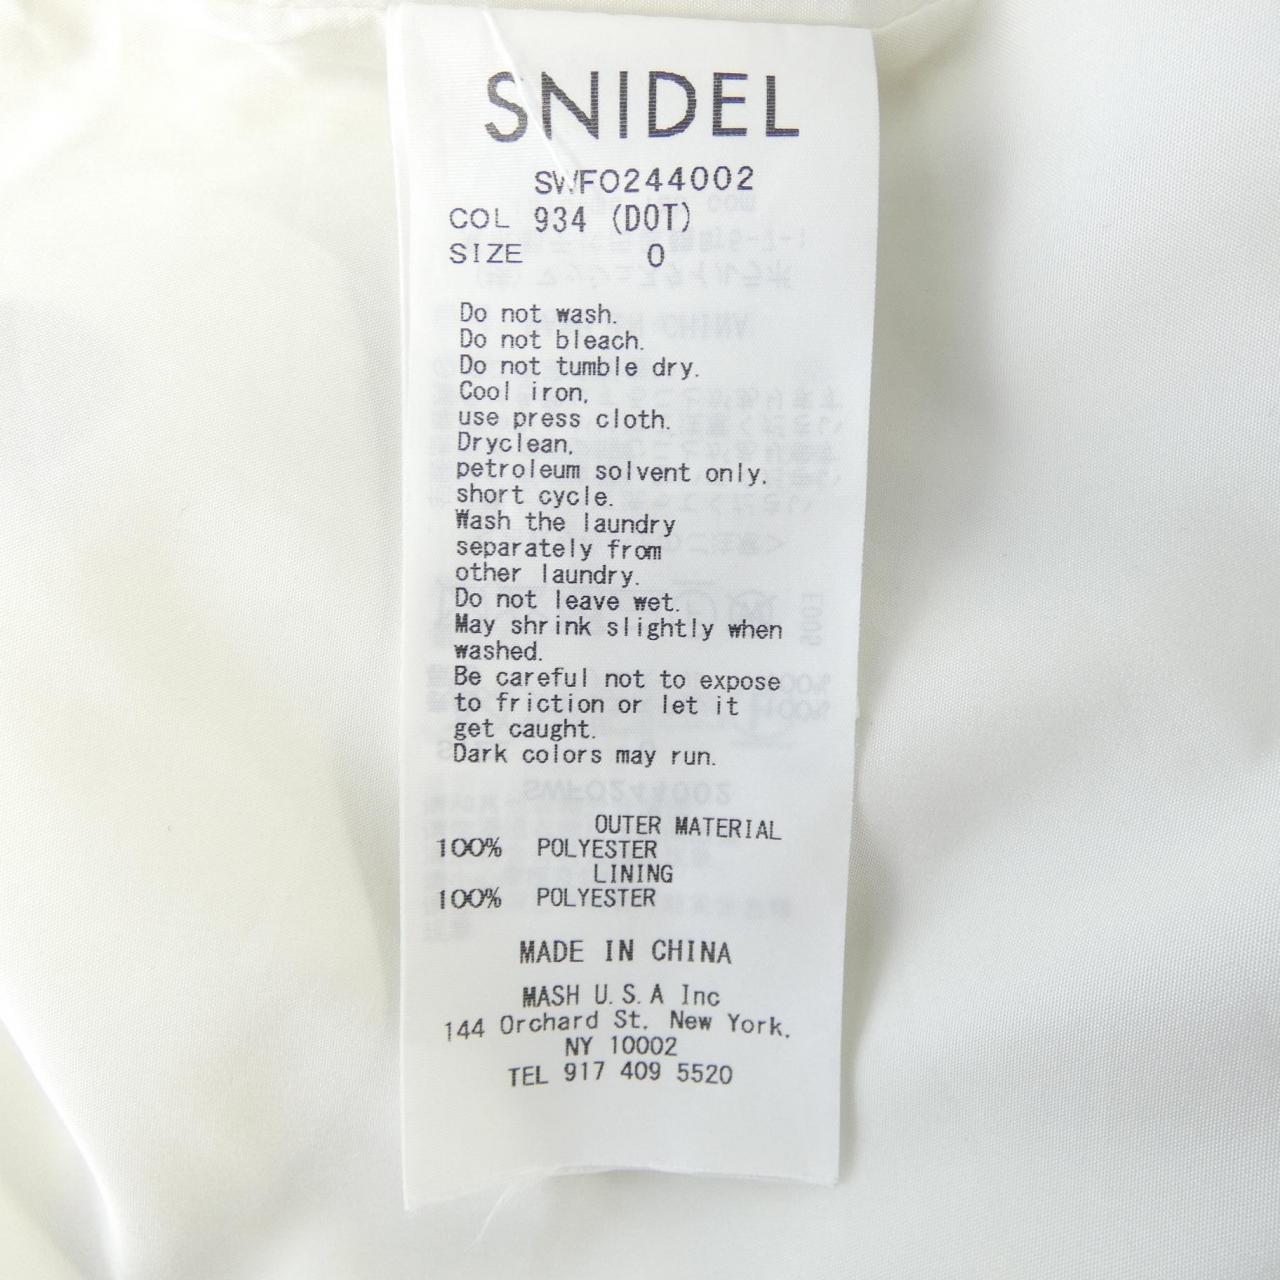 SNIDEL
SWFO244002
COL 934 (DOT)
SIZE 0
Do not wash.
Do not bleach.
Do not tumble dry.
Cool iron,
use press cloth.
Dryclean,
petroleum solvent only,
short cycle.
Wash the laundry
separately from
other laundry.
Do not leave wet.
May shrink slightly when
washed.
Be careful not to expose
to friction or let it
get caught.
Dark colors may run.
OUTER MATERIAL
100% POLYESTER
LINING
100% POLYESTER
MADE IN CHINA
MASH U.S.A Inc
144 Orchard St. New York,
NY 10002
TEL 917 409 5520